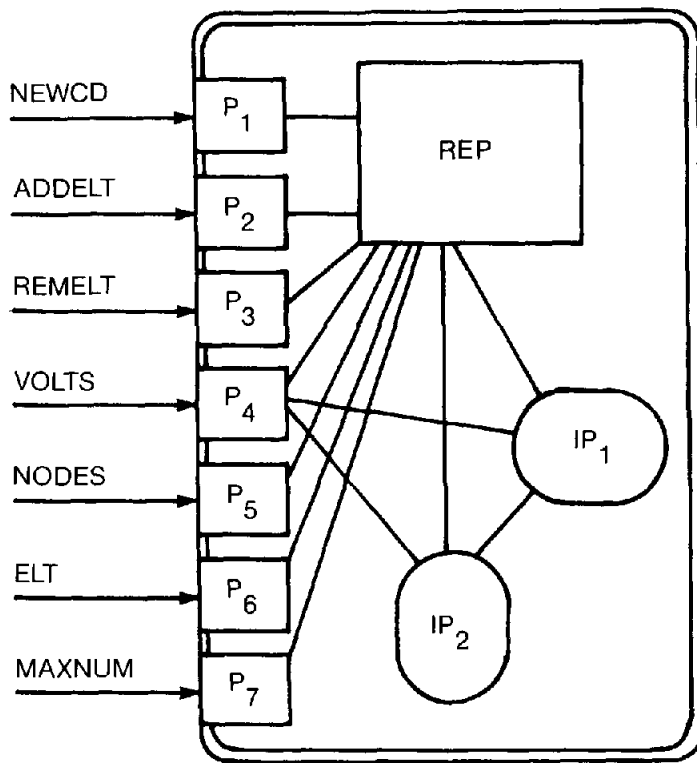 NEWCD
P1
REP
ADDELT
P2
REMELT
P3
VOLTS
P4
IP1
NODES
P5
ELT
P6
IP2
MAXNUM
P7